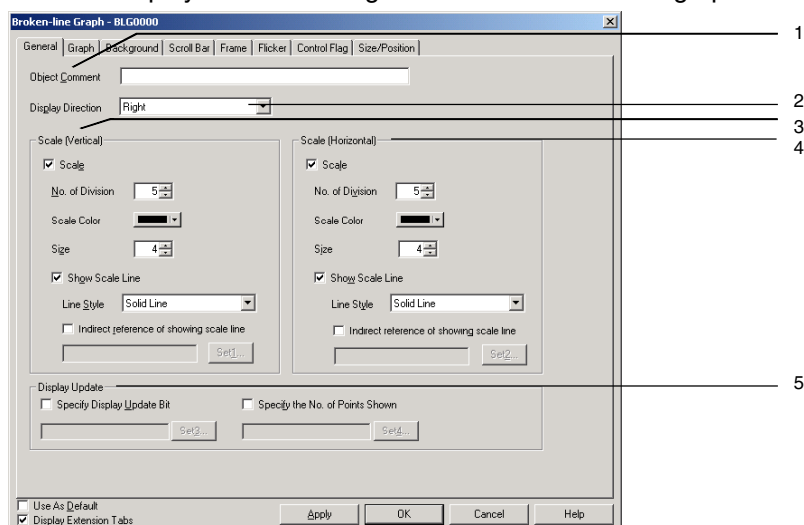 Broken-line Graph - BLG0000
General Graph Background Scroll Bar Frame Flicker Control Flag Size/Position
1
Object Comment
Display Direction Right
2
3
Scale (Vertical) Scale (Horizontal)
4
Scale Scale
No. of Division 5 No. of Division 5
Scale Color Scale Color
Size 4 Size 4
Show Scale Line Show Scale Line
Line Style Solid Line Line Style Solid Line
Indirect reference of showing scale line Indirect reference of showing scale line
Set1... Set2...
Display Update
5
Specify Display Update Bit Specify the No. of Points Shown
Set3... Set4...
Use As Default
Display Extension Tabs
Apply OK Cancel Help